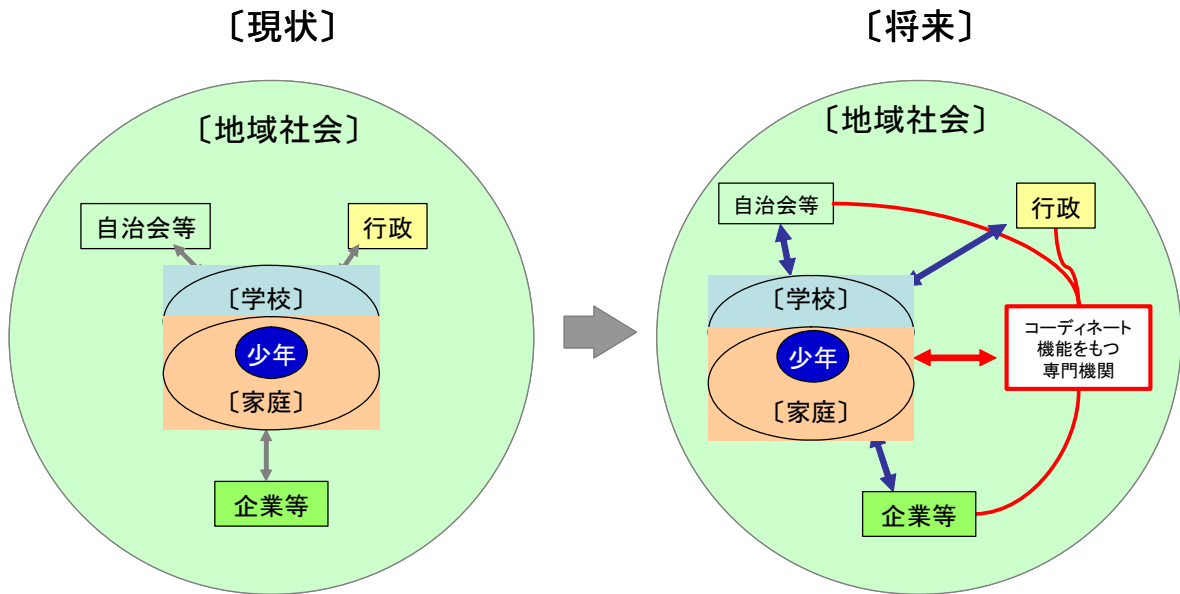 〔現状〕
〔地域社会〕
自治会等
行政
〔学校〕
少年
〔家庭〕
企業等
〔将来〕
〔地域社会〕
自治会等
行政
〔学校〕
少年
〔家庭〕
コーディネート
機能をもつ
専門機関
企業等